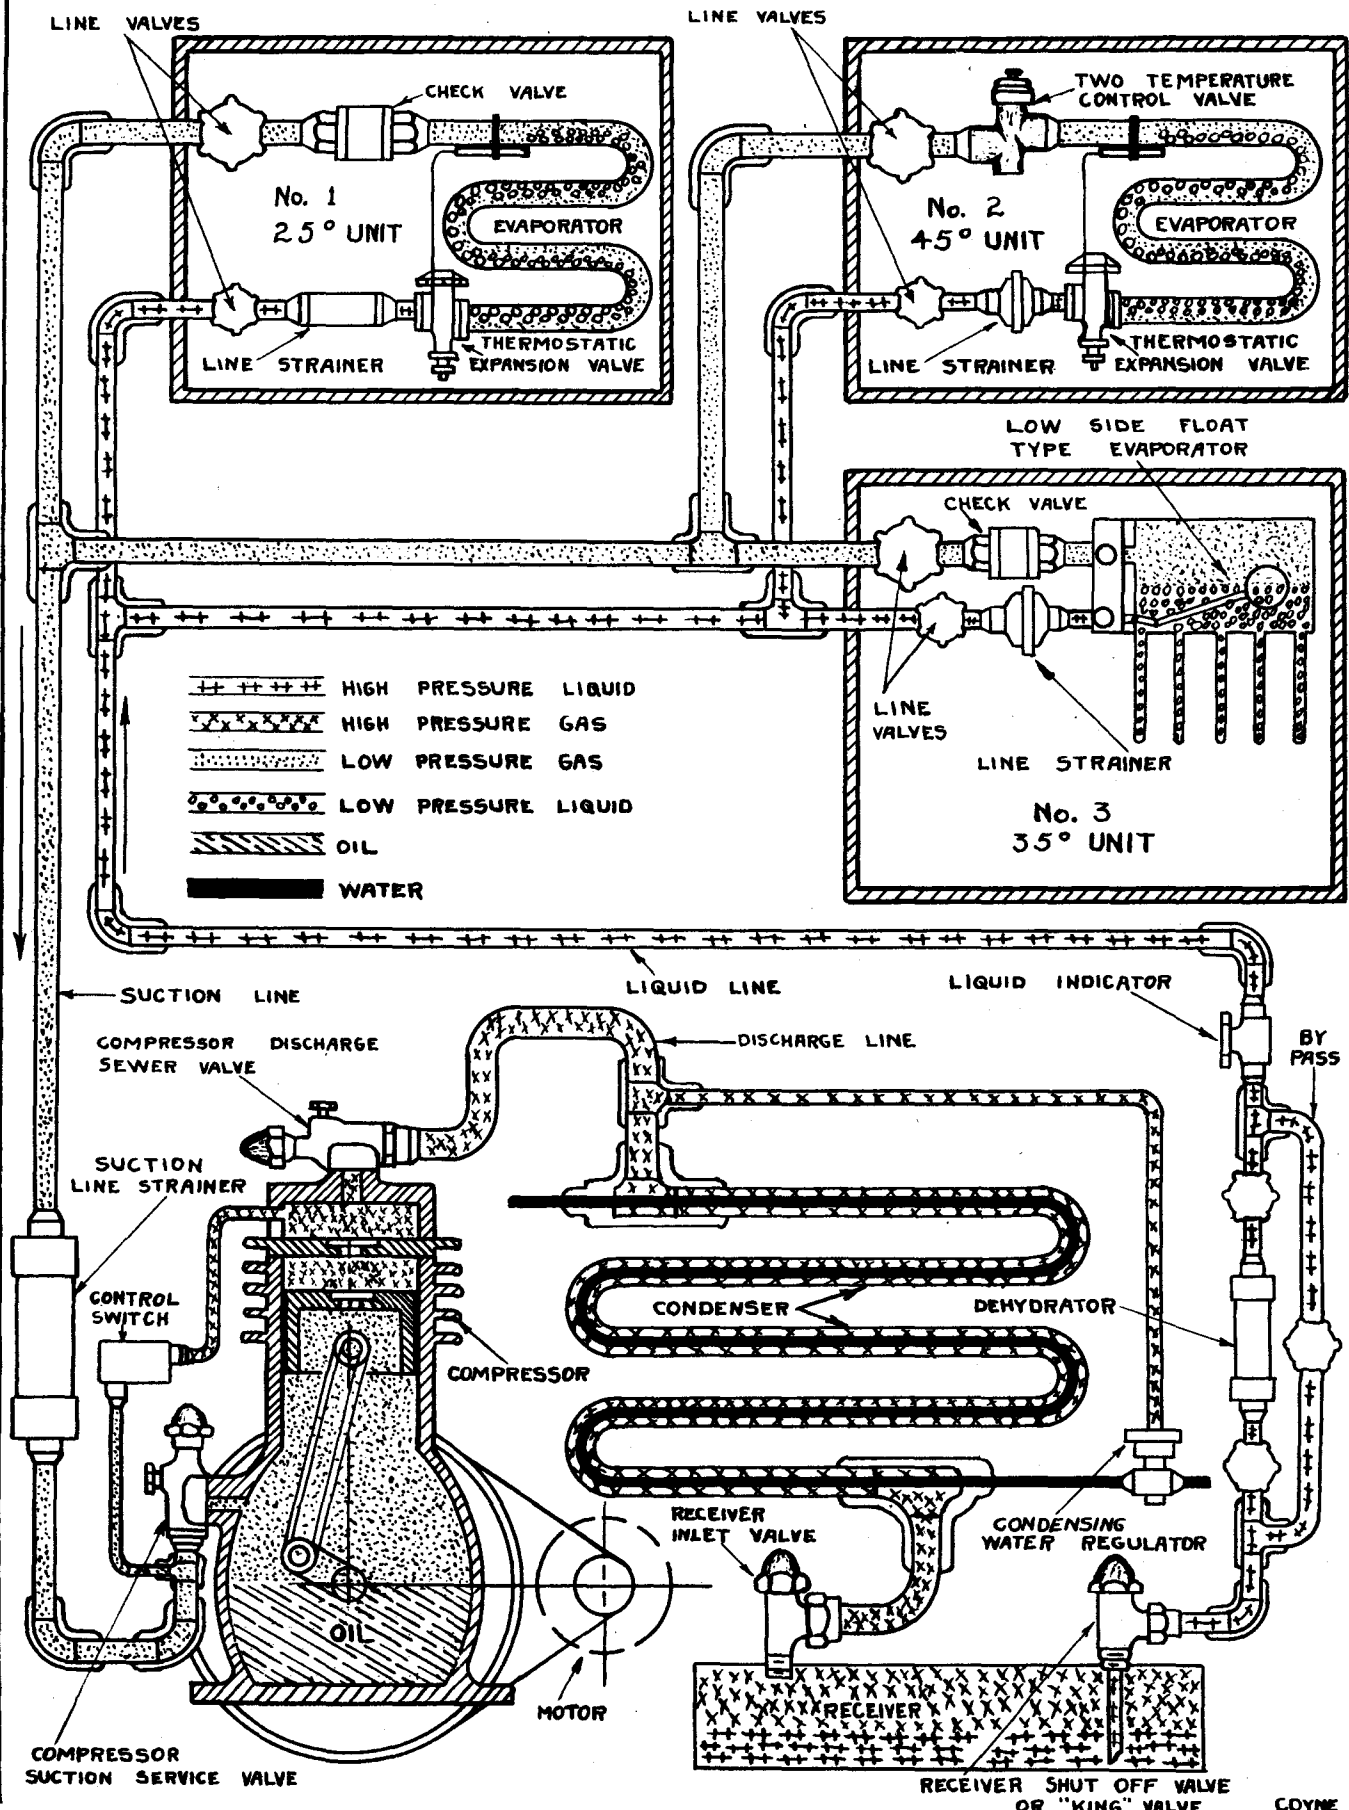 LINE VALVES
LINE VALVES
CHECK VALVE
TWO TEMPERATURE
CONTROL VALVE
No. 1
25° UNIT
EVAPORATOR
No. 2
45° UNIT
EVAPORATOR
LINE STRAINER
THERMOSTATIC
EXPANSION VALVE
LINE STRAINER
THERMOSTATIC
EXPANSION VALVE
LOW SIDE FLOAT
TYPE EVAPORATOR
CHECK VALVE
LINE
VALVES
LINE STRAINER
No. 3
35° UNIT
HIGH PRESSURE LIQUID
HIGH PRESSURE GAS
LOW PRESSURE GAS
LOW PRESSURE LIQUID
OIL
WATER
SUCTION LINE
LIQUID LINE
LIQUID INDICATOR
COMPRESSOR DISCHARGE
SEWER VALVE
DISCHARGE LINE
BY
PASS
SUCTION
LINE STRAINER
CONTROL
SWITCH
CONDENSER
DEHYDRATOR
COMPRESSOR
RECEIVER
INLET VALVE
CONDENSING
WATER REGULATOR
OIL
MOTOR
RECEIVER
COMPRESSOR
SUCTION SERVICE VALVE
RECEIVER SHUT OFF VALVE
OR "KING" VALVE
COYNE